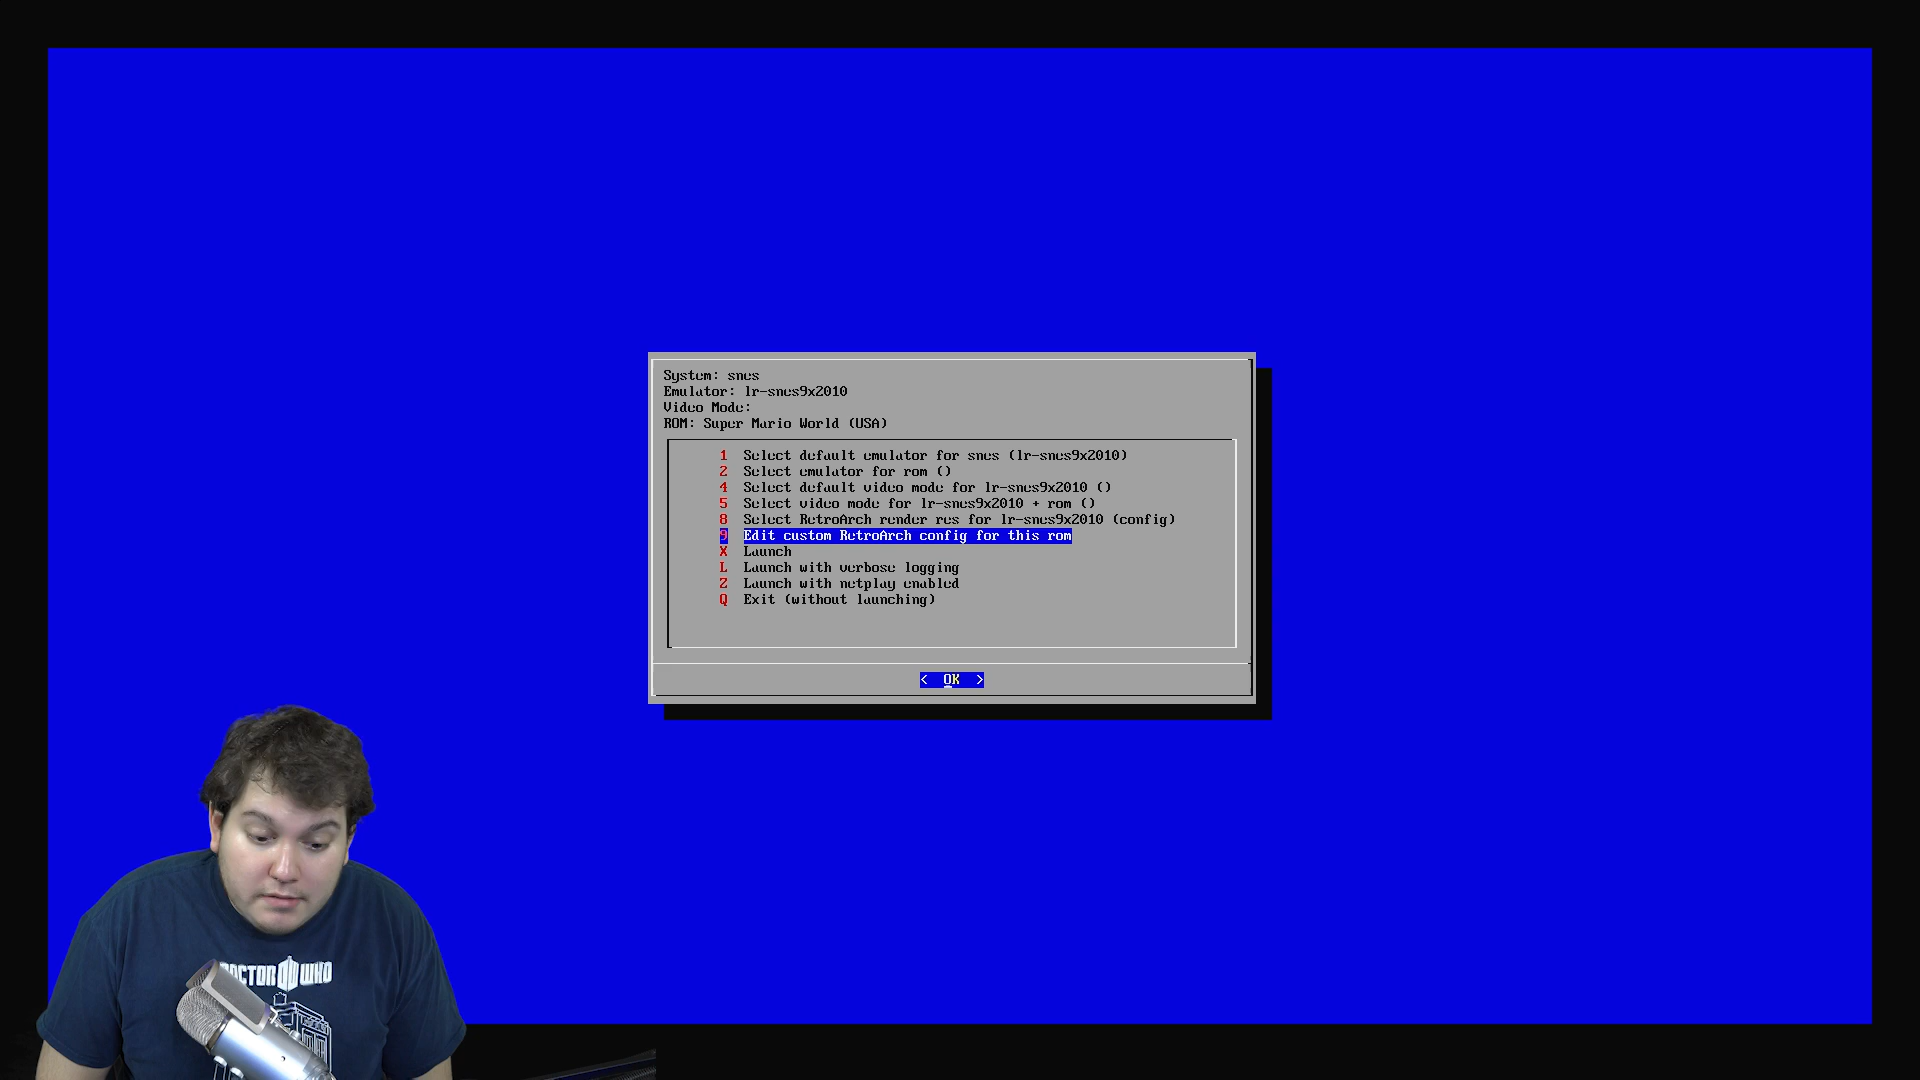 System: snes
Emulator: lr-snes9x2010
Video Mode:
ROM: Super Mario World (USA)
1 Select default emulator for snes (lr-snes9x2010)
2 Select emulator for rom ()
4 Select default video mode for lr-snes9x2010 ()
5 Select video mode for lr-snes9x2010 + rom ()
8 Select RetroArch render res for lr-snes9x2010 (config)
9 Edit custom RetroArch config for this rom
X Launch
L Launch with verbose logging
Z Launch with netplay enabled
Q Exit (without launching)
< OK >
DOCTOR WHO